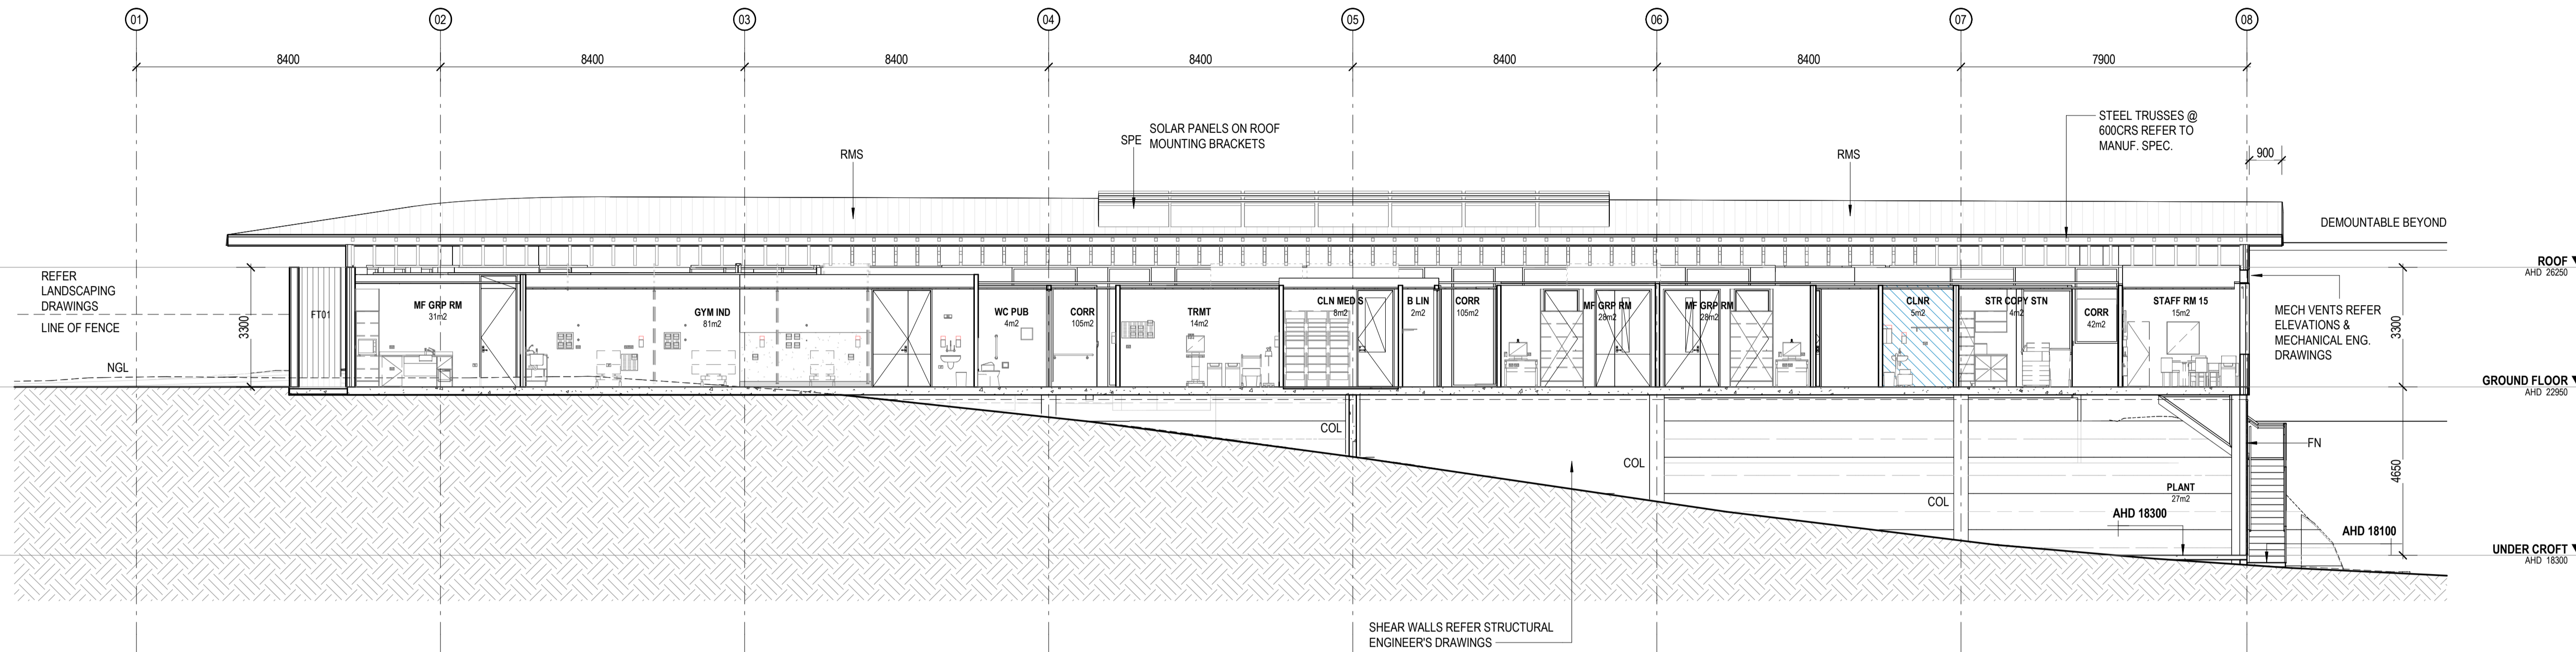 01 02 03 04 05 06 07 08
8400 8400 8400 8400 8400 8400 7900
STEEL TRUSSES @
600CRS REFER TO
MANUF. SPEC.
900
SOLAR PANELS ON ROOF
MOUNTING BRACKETS
SPE
RMS
RMS
DEMOUNTABLE BEYOND
ROOF
AHD 26250
REFER
LANDSCAPING
DRAWINGS
LINE OF FENCE
3300
FT01
NGL
MF GRP RM
31m2
GYM IND
81m2
WC PUB
4m2
CORR
105m2
TRMT
14m2
CLN MED S
8m2
B LIN
2m2
CORR
105m2
MF GRP RM
28m2
MF GRP RM
28m2
CLNR
5m2
STR COPY STN
4m2
CORR
42m2
STAFF RM 15
15m2
MECH VENTS REFER
ELEVATIONS &
MECHANICAL ENG.
DRAWINGS
3300
GROUND FLOOR
AHD 22950
COL
COL
COL
FN
4650
PLANT
27m2
AHD 18300
AHD 18100
UNDER CROFT
AHD 18300
SHEAR WALLS REFER STRUCTURAL
ENGINEER'S DRAWINGS